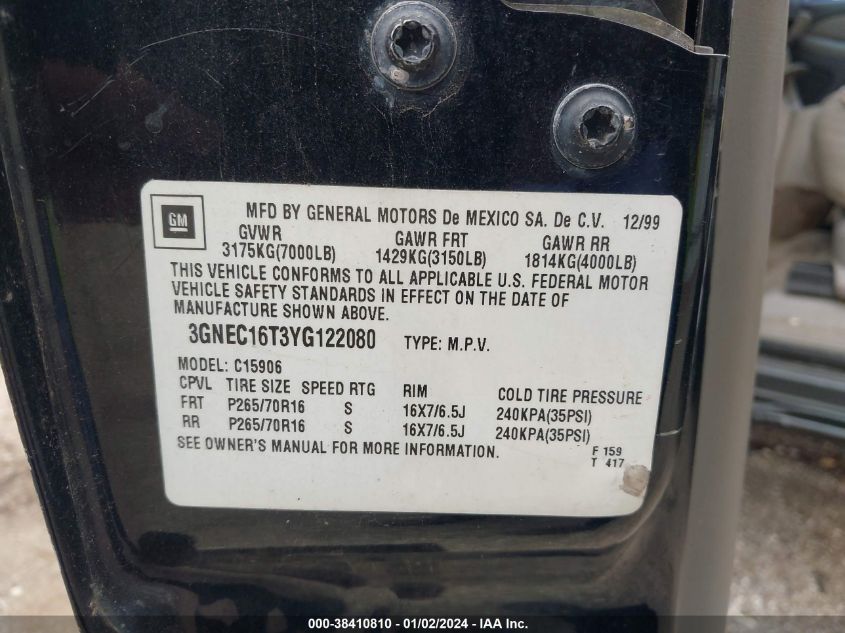 GM
MFD BY GENERAL MOTORS De MEXICO SA. De C.V. 12/99
GVWR GAWR FRT GAWR RR
3175KG(7000LB) 1429KG(3150LB) 1814KG(4000LB)
THIS VEHICLE CONFORMS TO ALL APPLICABLE U.S. FEDERAL MOTOR
VEHICLE SAFETY STANDARDS IN EFFECT ON THE DATE OF
MANUFACTURE SHOWN ABOVE.
3GNEC16T3YG122080 TYPE: M.P.V.
MODEL: C15906
CPVL TIRE SIZE SPEED RTG RIM COLD TIRE PRESSURE
FRT P265/70R16 S 16X7/6.5J 240KPA(35PSI)
RR P265/70R16 S 16X7/6.5J 240KPA(35PSI)
SEE OWNER'S MANUAL FOR MORE INFORMATION.
F 159
T 417
000-38410810 - 01/02/2024 - IAA Inc.